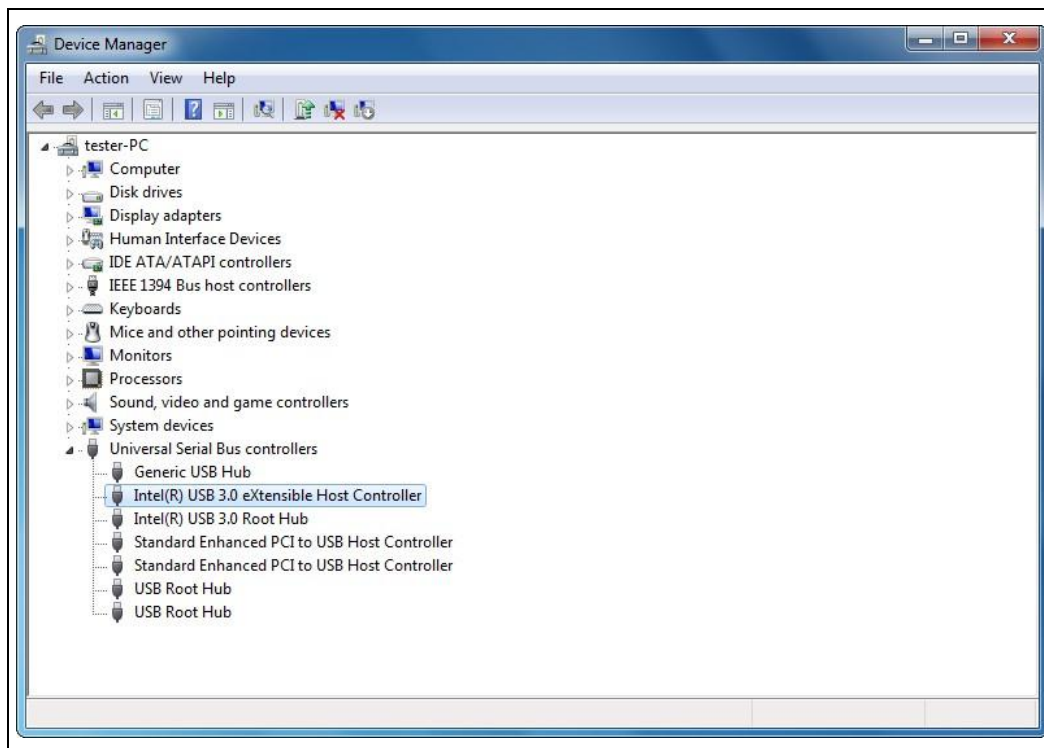 Device Manager
File Action View Help
tester-PC
Computer
Disk drives
Display adapters
Human Interface Devices
IDE ATA/ATAPI controllers
IEEE 1394 Bus host controllers
Keyboards
Mice and other pointing devices
Monitors
Processors
Sound, video and game controllers
System devices
Universal Serial Bus controllers
Generic USB Hub
Intel(R) USB 3.0 eXtensible Host Controller
Intel(R) USB 3.0 Root Hub
Standard Enhanced PCI to USB Host Controller
Standard Enhanced PCI to USB Host Controller
USB Root Hub
USB Root Hub